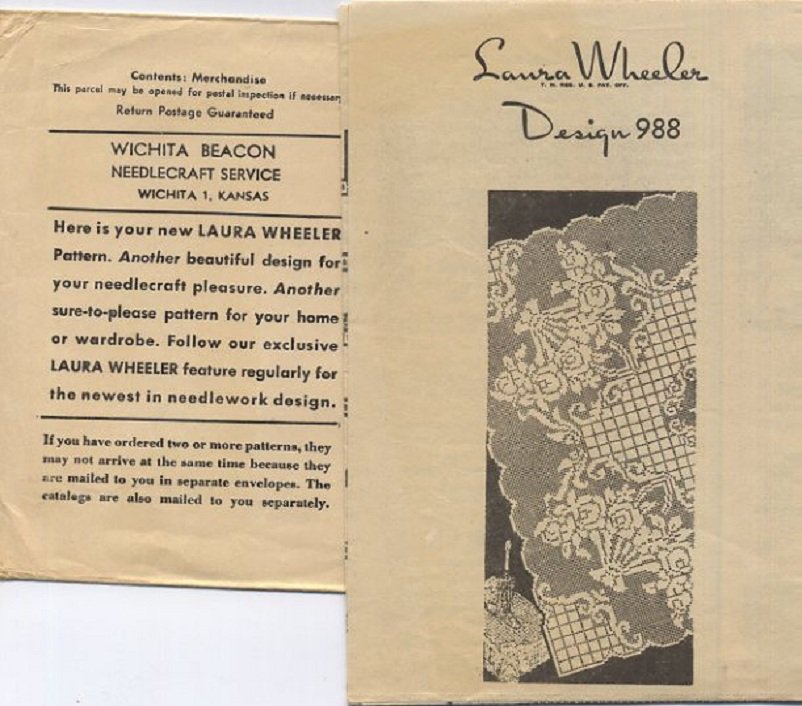 Contents: Merchandise
This parcel may be opened for postal inspection if necessary
Return Postage Guaranteed
WICHITA BEACON
NEEDLECRAFT SERVICE
WICHITA 1, KANSAS
Here is your new LAURA WHEELER
Pattern. Another beautiful design for
your needlecraft pleasure. Another
sure-to-please pattern for your home
or wardrobe. Follow our exclusive
LAURA WHEELER feature regularly for
the newest in needlework design.
If you have ordered two or more patterns, they
may not arrive at the same time because they
are mailed to you in separate envelopes. The
catalogs are also mailed to you separately.
Laura Wheeler
T. M. REG. U. S. PAT. OFF.
Design 988